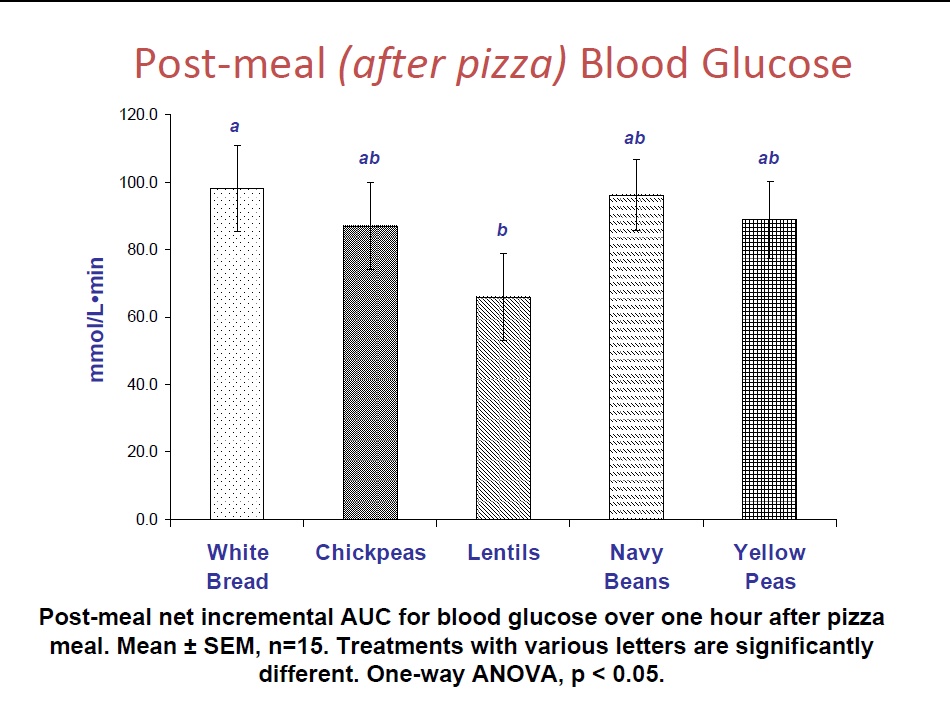 Post-meal (after pizza) Blood Glucose
120.0
100.0
80.0
60.0
40.0
20.0
0.0
mmol/L•min
a
ab
b
ab
ab
White
Bread
Chickpeas
Lentils
Navy
Beans
Yellow
Peas
Post-meal net incremental AUC for blood glucose over one hour after pizza
meal. Mean ± SEM, n=15. Treatments with various letters are significantly
different. One-way ANOVA, p < 0.05.